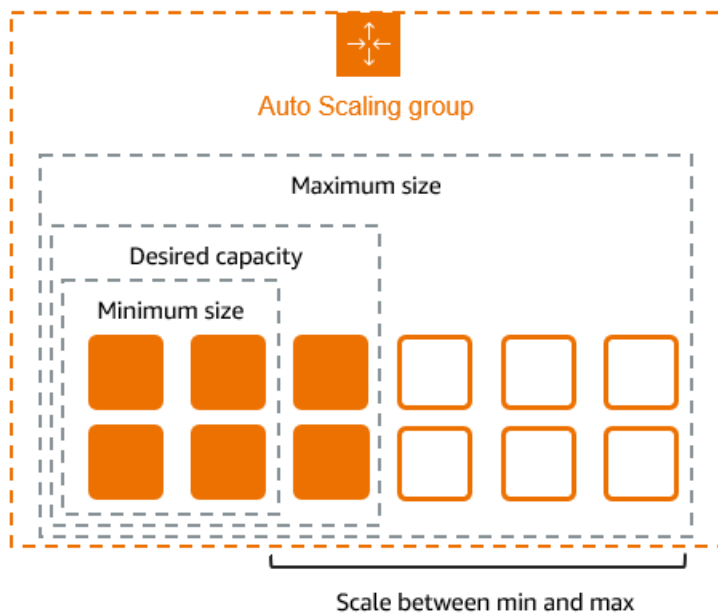 Auto Scaling group
Maximum size
Desired capacity
Minimum size
Scale between min and max